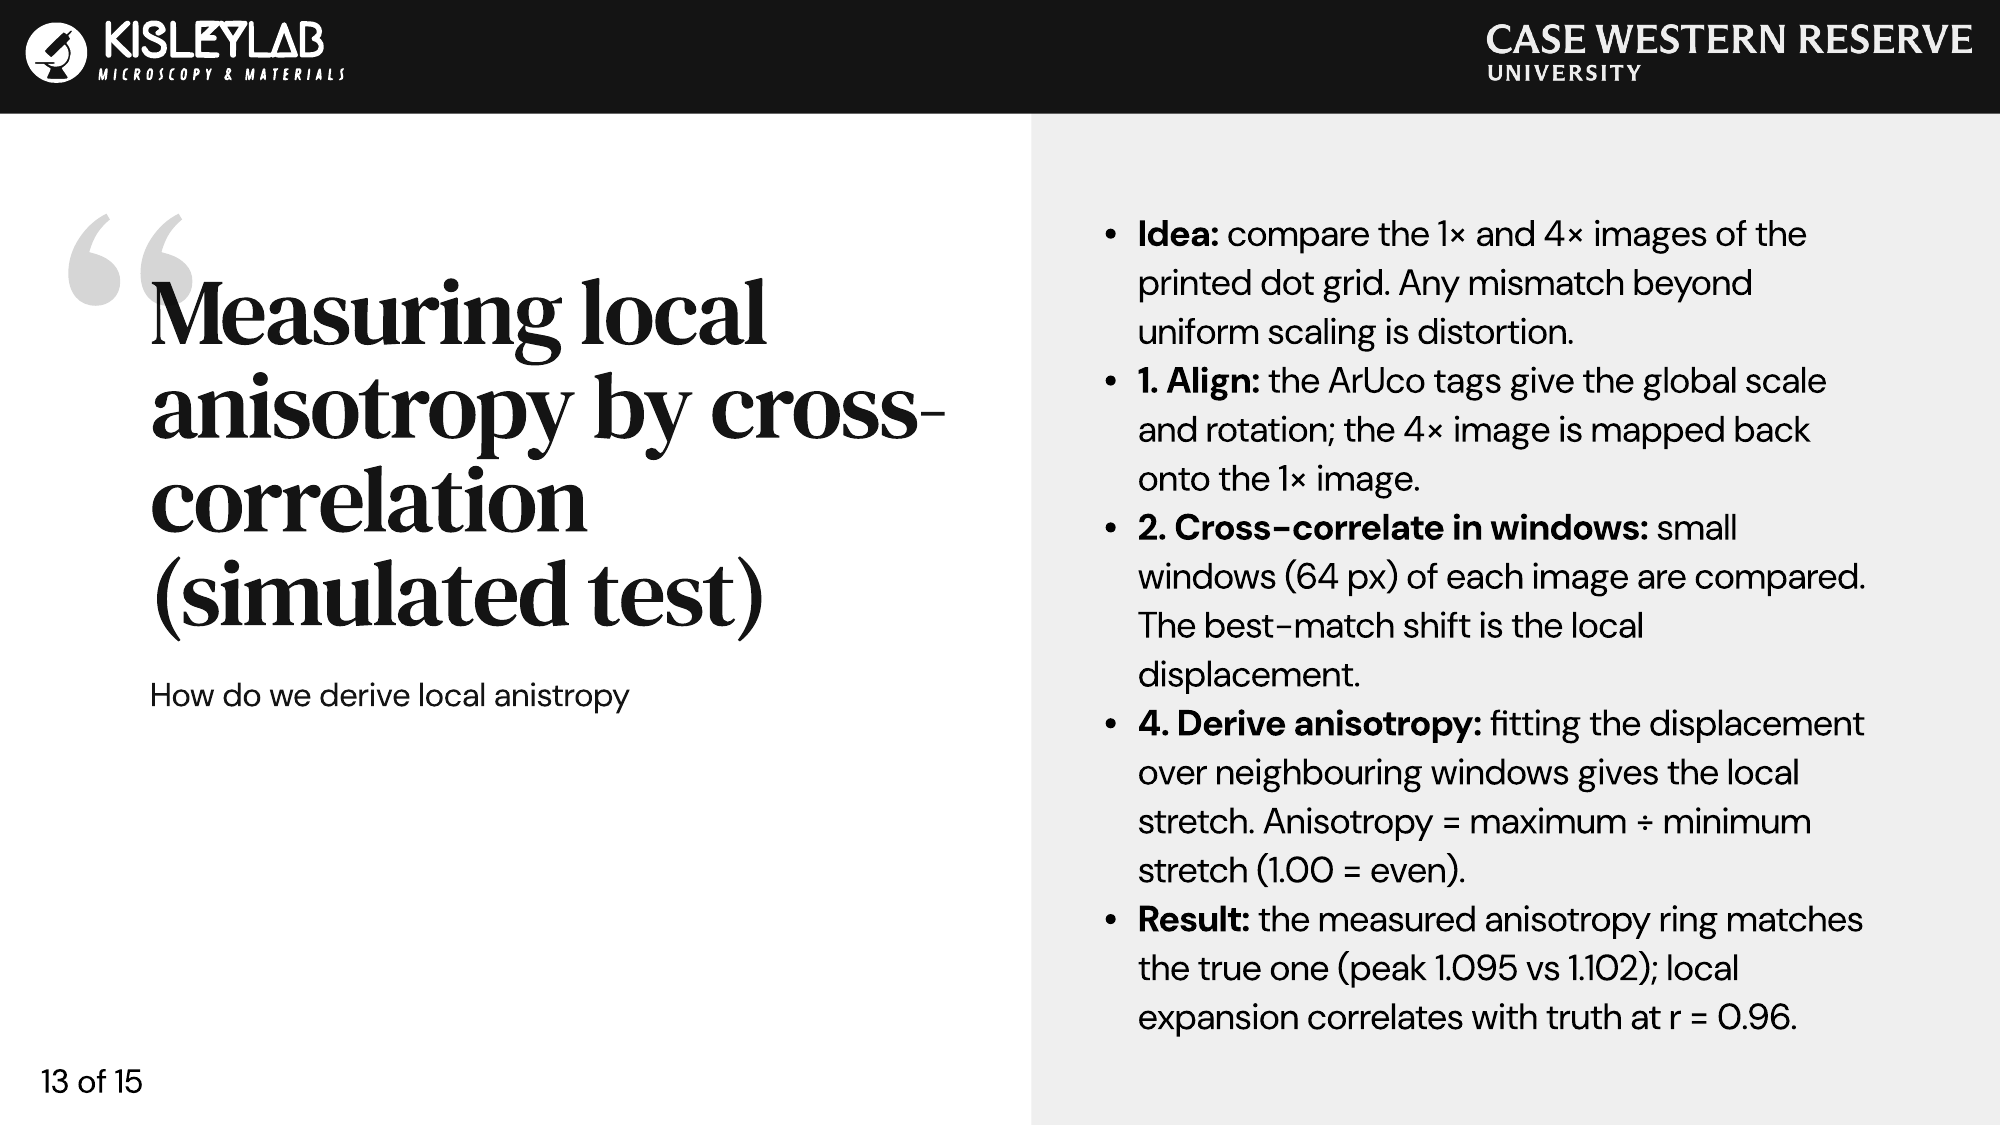 KISLEYLAB
MICROSCOPY & MATERIALS
CASE WESTERN RESERVE
UNIVERSITY
“
Measuring local
anisotropy by cross-
correlation
(simulated test)
How do we derive local anistropy
• Idea: compare the 1× and 4× images of the
printed dot grid. Any mismatch beyond
uniform scaling is distortion.
• 1. Align: the ArUco tags give the global scale
and rotation; the 4× image is mapped back
onto the 1× image.
• 2. Cross-correlate in windows: small
windows (64 px) of each image are compared.
The best-match shift is the local
displacement.
• 4. Derive anisotropy: fitting the displacement
over neighbouring windows gives the local
stretch. Anisotropy = maximum ÷ minimum
stretch (1.00 = even).
• Result: the measured anisotropy ring matches
the true one (peak 1.095 vs 1.102); local
expansion correlates with truth at r = 0.96.
13 of 15